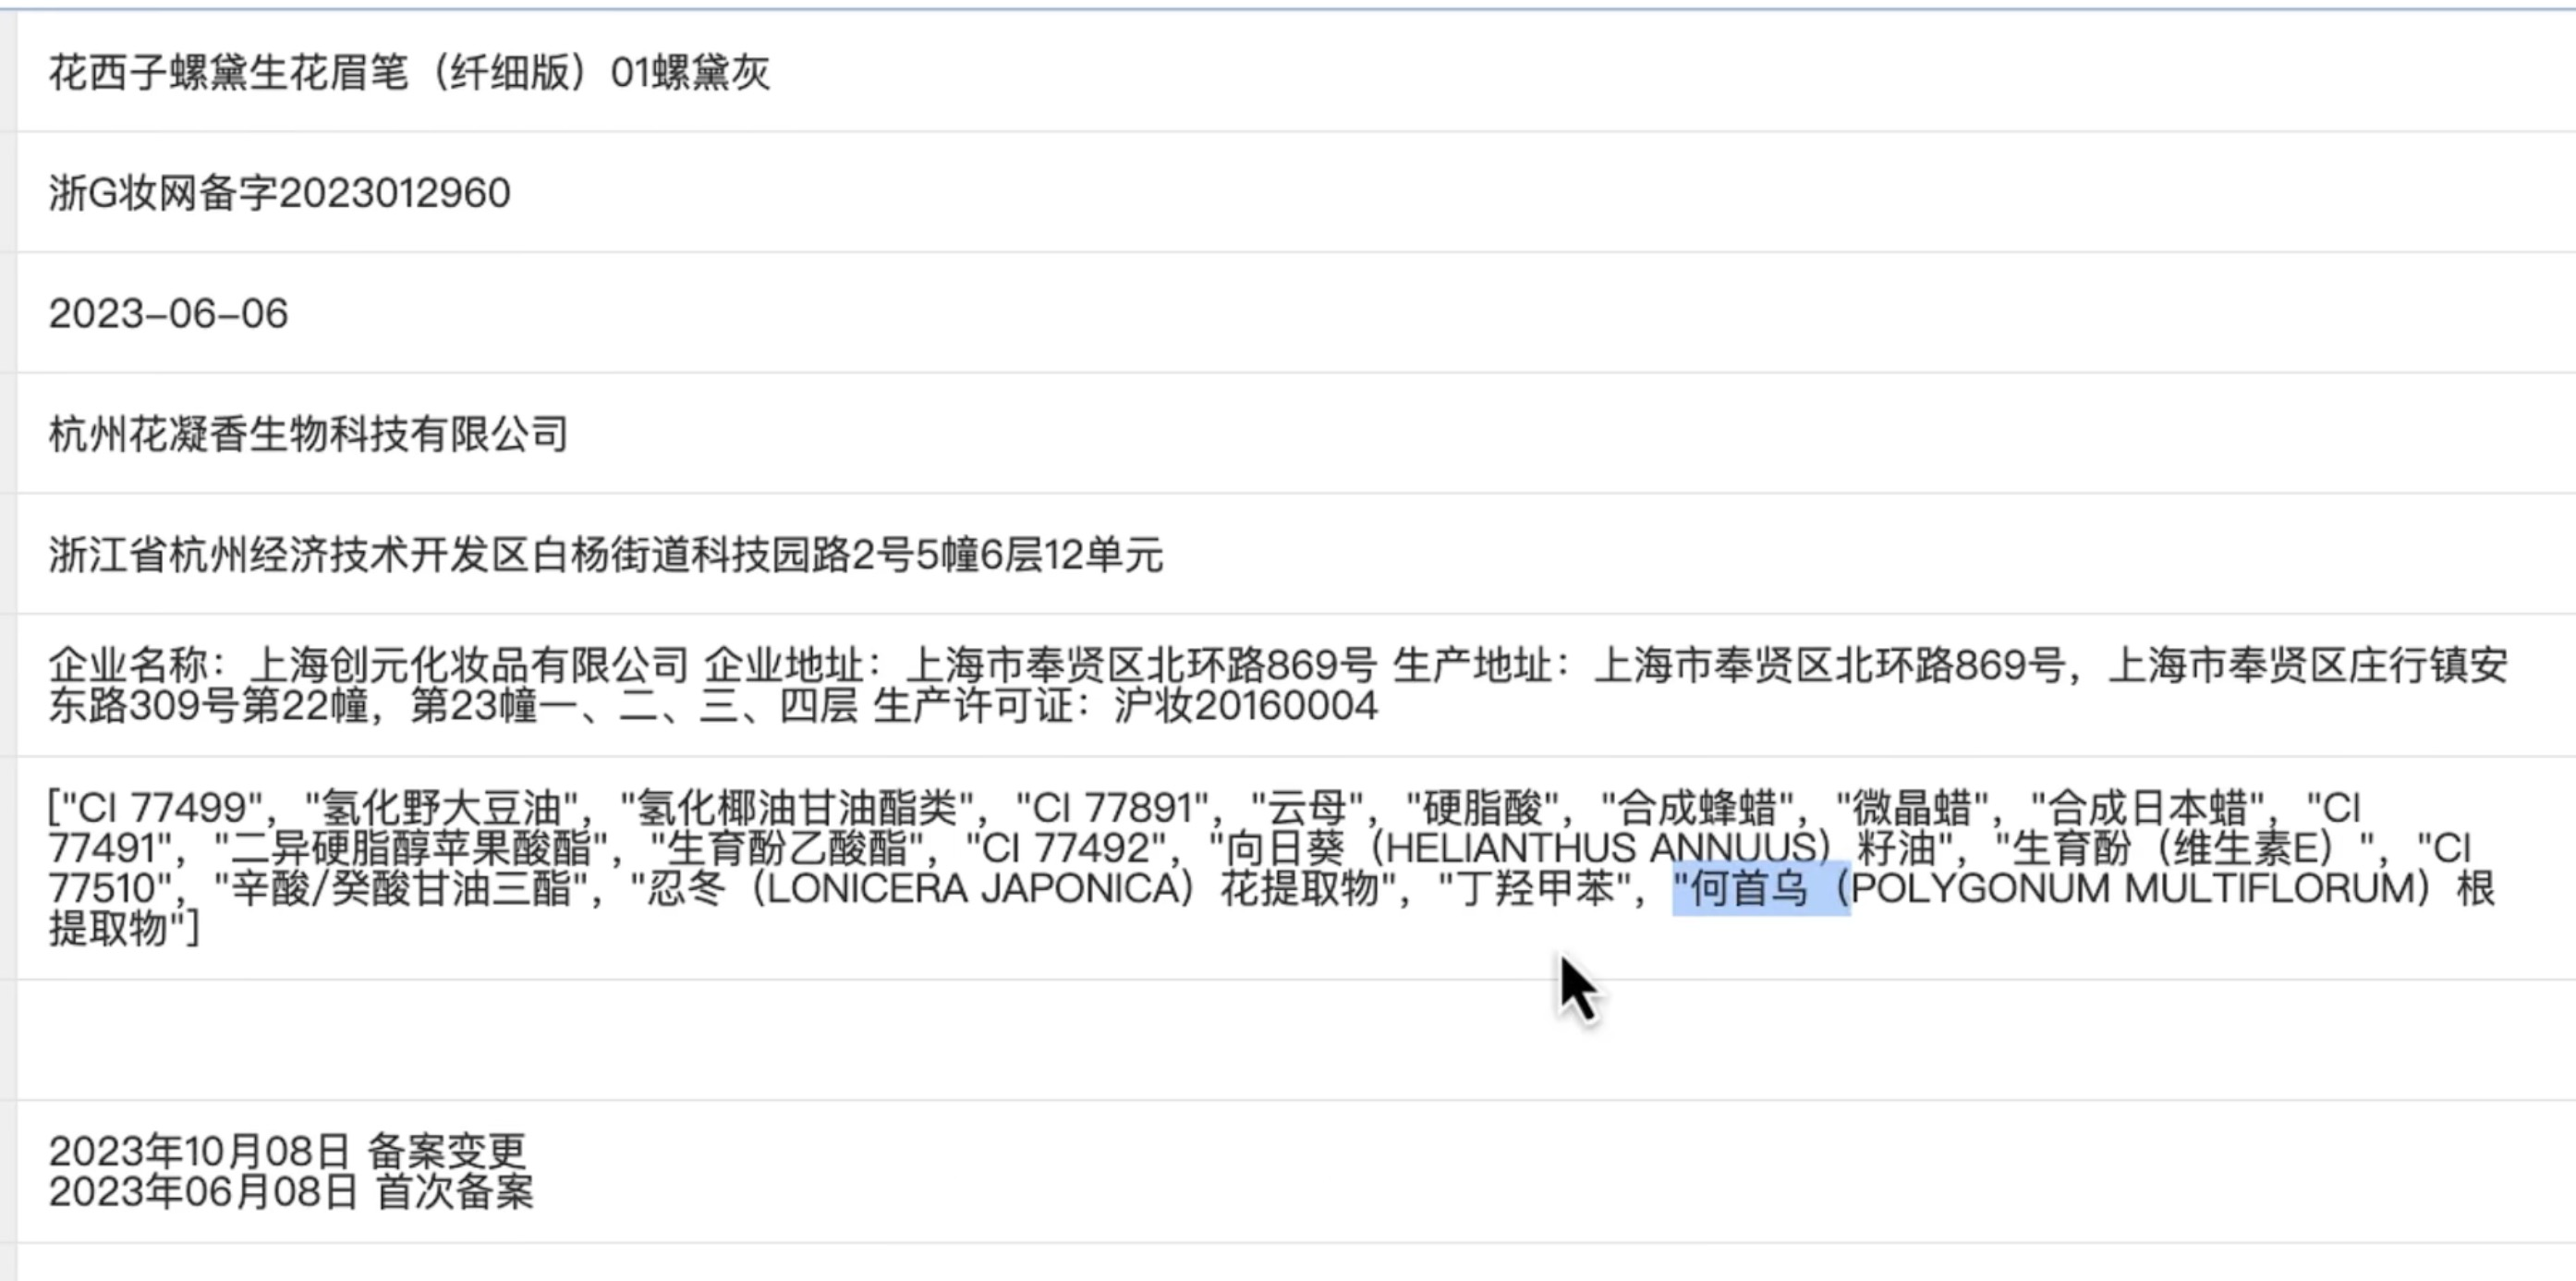 花西子螺黛生花眉笔（纤细版）01螺黛灰
浙G妆网备字2023012960
2023-06-06
杭州花凝香生物科技有限公司
浙江省杭州经济技术开发区白杨街道科技园路2号5幢6层12单元
企业名称：上海创元化妆品有限公司 企业地址：上海市奉贤区北环路869号 生产地址：上海市奉贤区北环路869号，上海市奉贤区庄行镇安
东路309号第22幢，第23幢一、二、三、四层 生产许可证：沪妆20160004
["CI 77499"，"氢化野大豆油"，"氢化椰油甘油酯类"，"CI 77891"，"云母"，"硬脂酸"，"合成蜂蜡"，"微晶蜡"，"合成日本蜡"，"CI
77491"，"二异硬脂醇苹果酸酯"，"生育酚乙酸酯"，"CI 77492"，"向日葵（HELIANTHUS ANNUUS）籽油"，"生育酚（维生素E）"，"CI
77510"，"辛酸/癸酸甘油三酯"，"忍冬（LONICERA JAPONICA）花提取物"，"丁羟甲苯"，"何首乌（POLYGONUM MULTIFLORUM）根
提取物"]
2023年10月08日 备案变更
2023年06月08日 首次备案